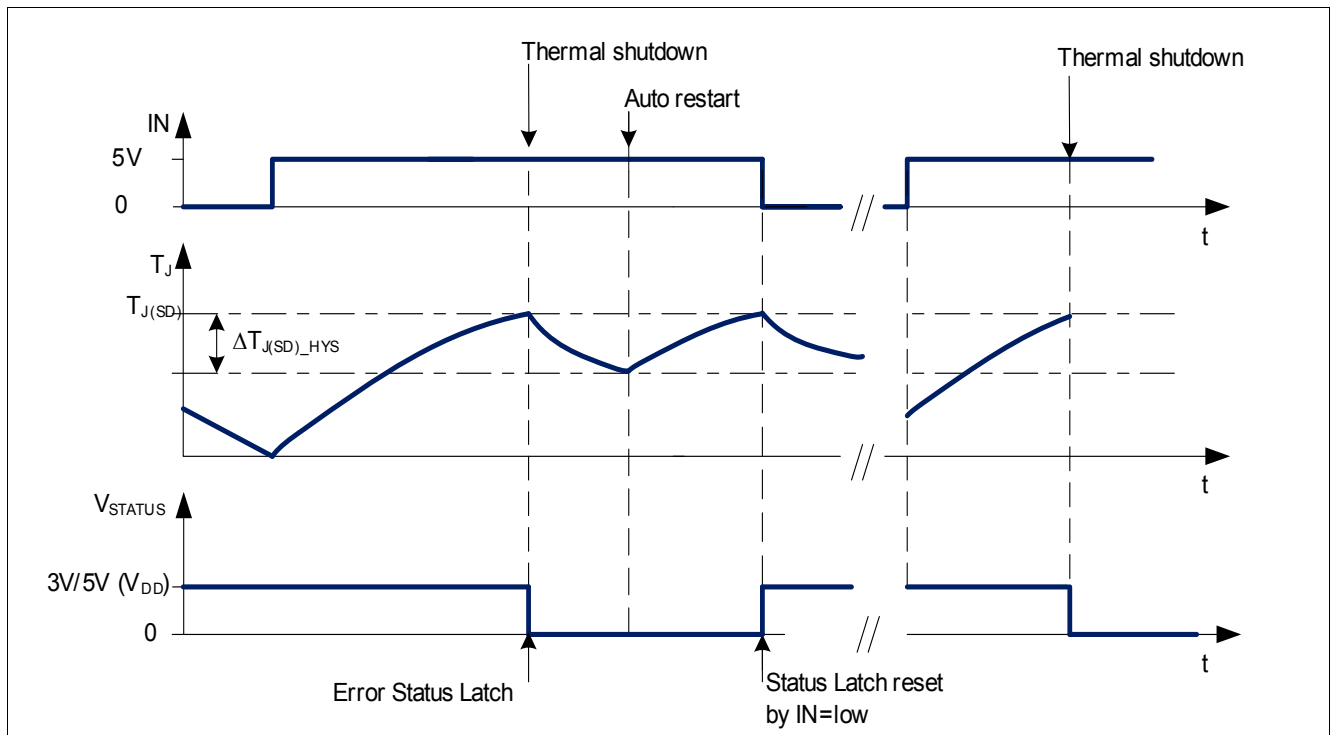 Thermal shutdown
Thermal shutdown
Auto restart
IN
5V
0
//
t
TJ
TJ(SD)
ΔTJ(SD)_HYS
//
t
VSTATUS
3V/5V (VDD)
0
//
t
Error Status Latch
Status Latch reset
by IN=low